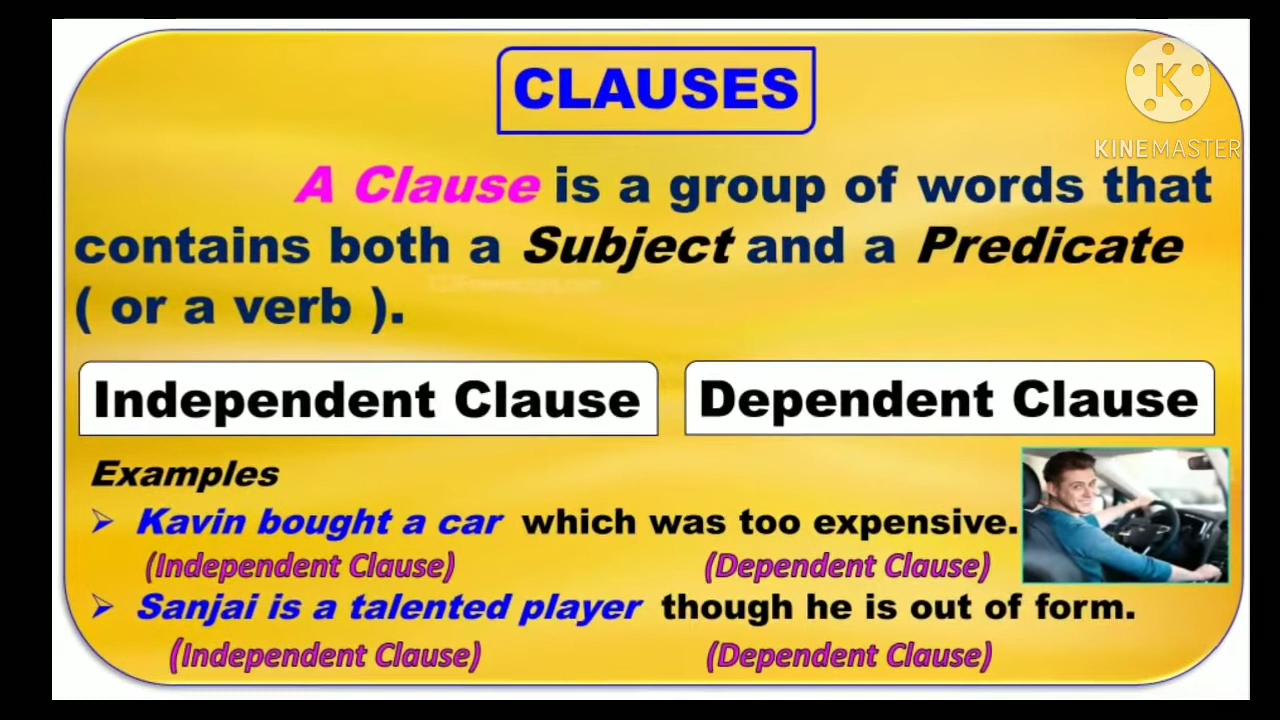 CLAUSES
KINEMASTER
A Clause is a group of words that
contains both a Subject and a Predicate
( or a verb ).
Independent Clause
Dependent Clause
Examples
➢ Kavin bought a car which was too expensive.
(Independent Clause) (Dependent Clause)
➢ Sanjai is a talented player though he is out of form.
(Independent Clause) (Dependent Clause)